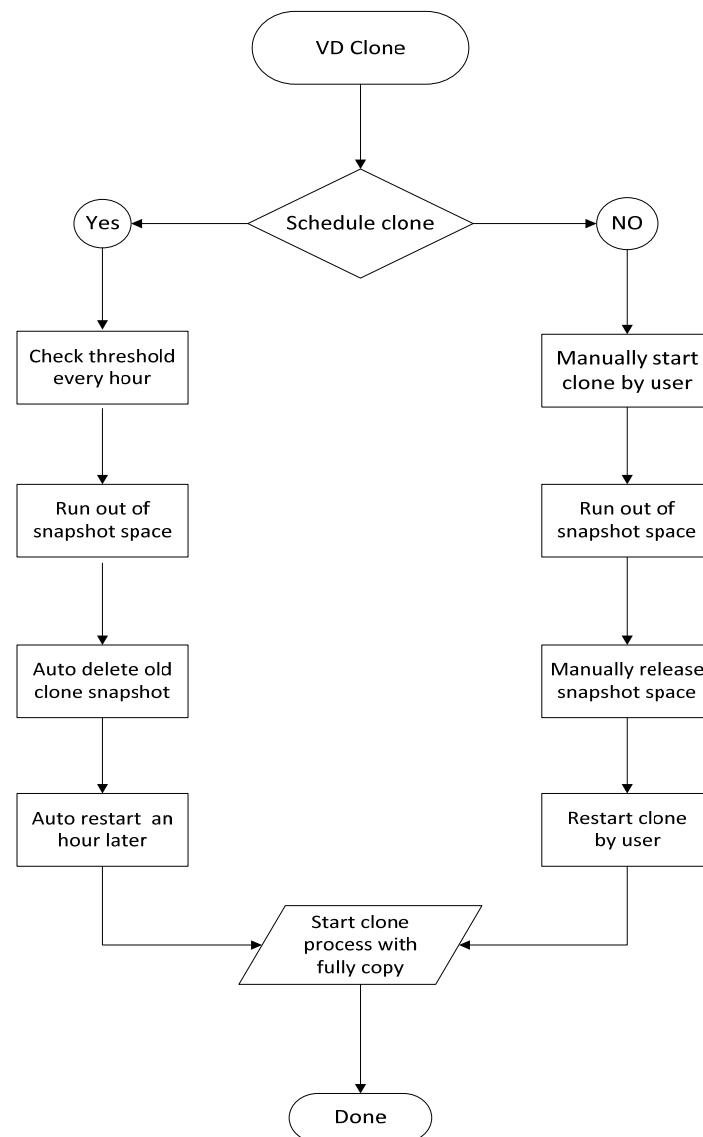 VD Clone
Schedule clone
Yes
NO
Check threshold
every hour
Manually start
clone by user
Run out of
snapshot space
Run out of
snapshot space
Auto delete old
clone snapshot
Manually release
snapshot space
Auto restart an
hour later
Restart clone
by user
Start clone
process with
fully copy
Done